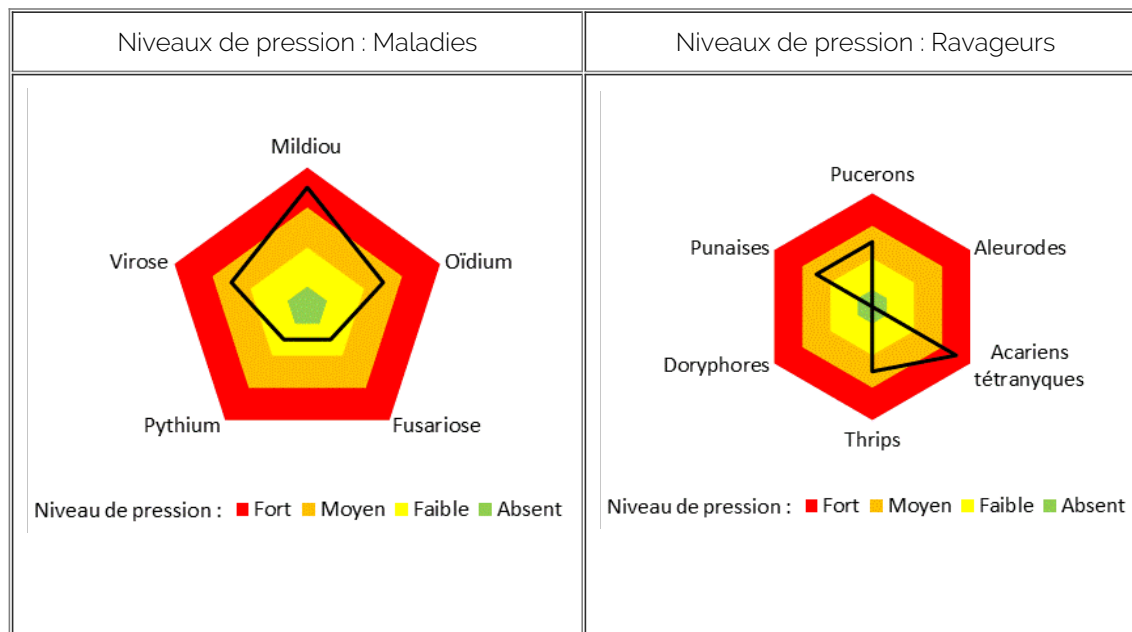 Niveaux de pression : Maladies
Niveaux de pression : Ravageurs
Mildiou
Virose
Oïdium
Pythium
Fusariose
Niveau de pression : Fort Moyen Faible Absent
Pucerons
Punaises
Aleurodes
Doryphores
Acariens
tétranyques
Thrips
Niveau de pression : Fort Moyen Faible Absent